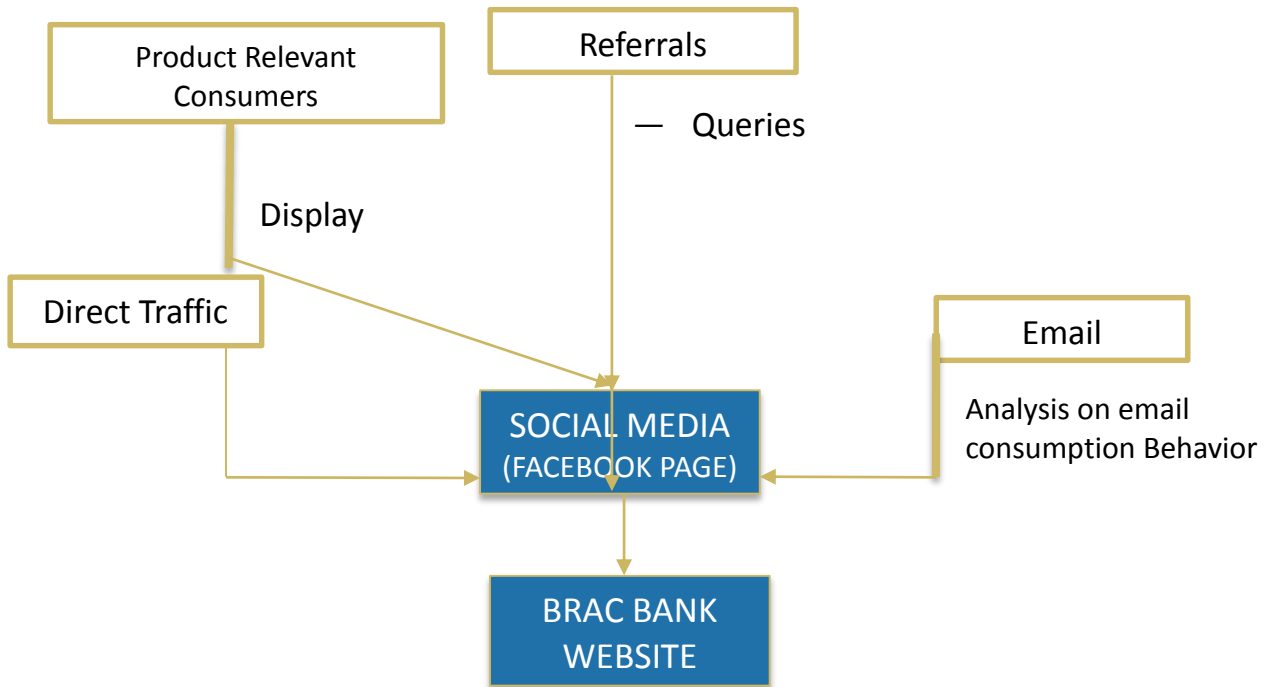 Product Relevant
Consumers
Referrals
— Queries
Display
Direct Traffic
Email
Analysis on email
consumption Behavior
SOCIAL MEDIA
(FACEBOOK PAGE)
BRAC BANK
WEBSITE